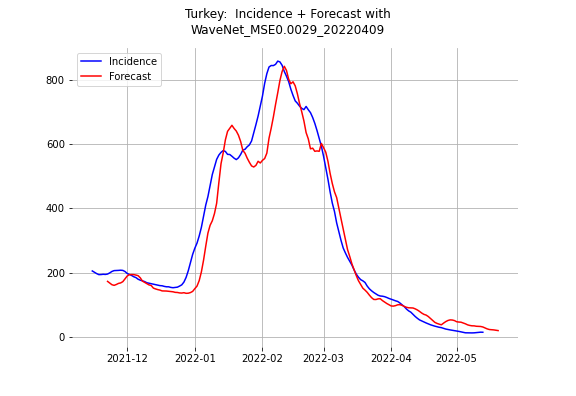 Turkey:  Incidence + Forecast with
WaveNet_MSE0.0029_20220409
Incidence
Forecast
800
600
400
200
0
2021-12 2022-01 2022-02 2022-03 2022-04 2022-05